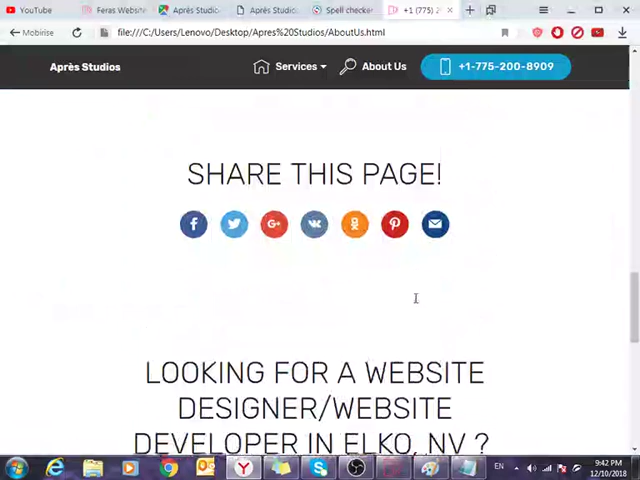 YouTube
Feras Website
Après Studios
Après Studios
Spell checker
+1 (775) 2
Mobirise
file:///C:/Users/Lenovo/Desktop/Apres%20Studios/AboutUs.html
Après Studios
Services
About Us
+1-775-200-8909
SHARE THIS PAGE!
LOOKING FOR A WEBSITE
DESIGNER/WEBSITE
DEVELOPER IN ELKO, NV ?
EN
9:42 PM
12/10/2018